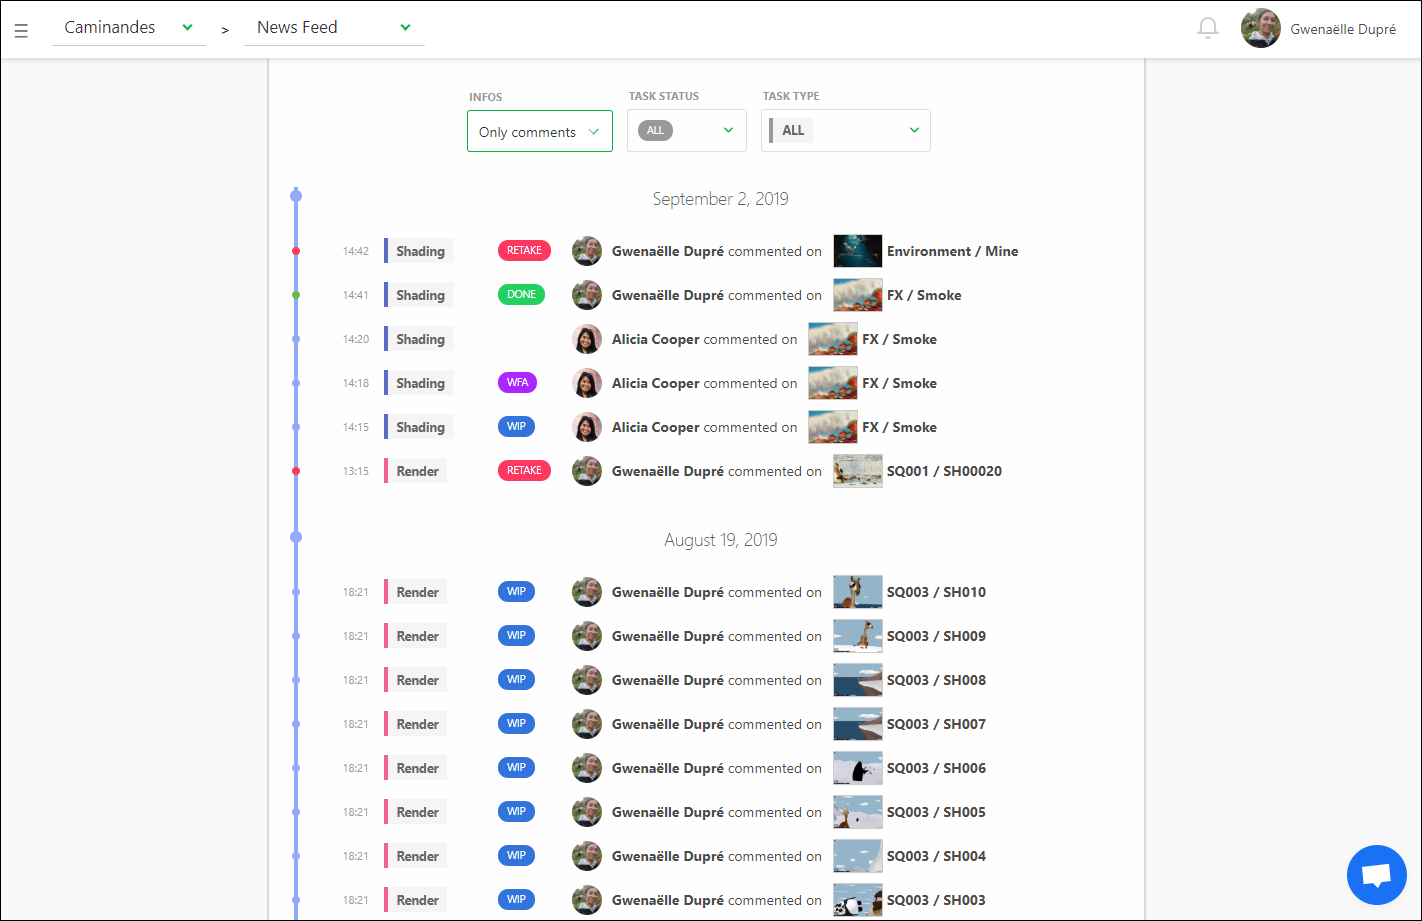 Caminandes > News Feed Gwenaëlle Dupré
INFOS TASK STATUS TASK TYPE
Only comments ALL ALL
September 2, 2019
14:42 Shading RETAKE Gwenaëlle Dupré commented on Environment / Mine
14:41 Shading DONE Gwenaëlle Dupré commented on FX / Smoke
14:20 Shading Alicia Cooper commented on FX / Smoke
14:18 Shading WFA Alicia Cooper commented on FX / Smoke
14:15 Shading WIP Alicia Cooper commented on FX / Smoke
13:15 Render RETAKE Gwenaëlle Dupré commented on SQ001 / SH00020
August 19, 2019
18:21 Render WIP Gwenaëlle Dupré commented on SQ003 / SH010
18:21 Render WIP Gwenaëlle Dupré commented on SQ003 / SH009
18:21 Render WIP Gwenaëlle Dupré commented on SQ003 / SH008
18:21 Render WIP Gwenaëlle Dupré commented on SQ003 / SH007
18:21 Render WIP Gwenaëlle Dupré commented on SQ003 / SH006
18:21 Render WIP Gwenaëlle Dupré commented on SQ003 / SH005
18:21 Render WIP Gwenaëlle Dupré commented on SQ003 / SH004
18:21 Render WIP Gwenaëlle Dupré commented on SQ003 / SH003